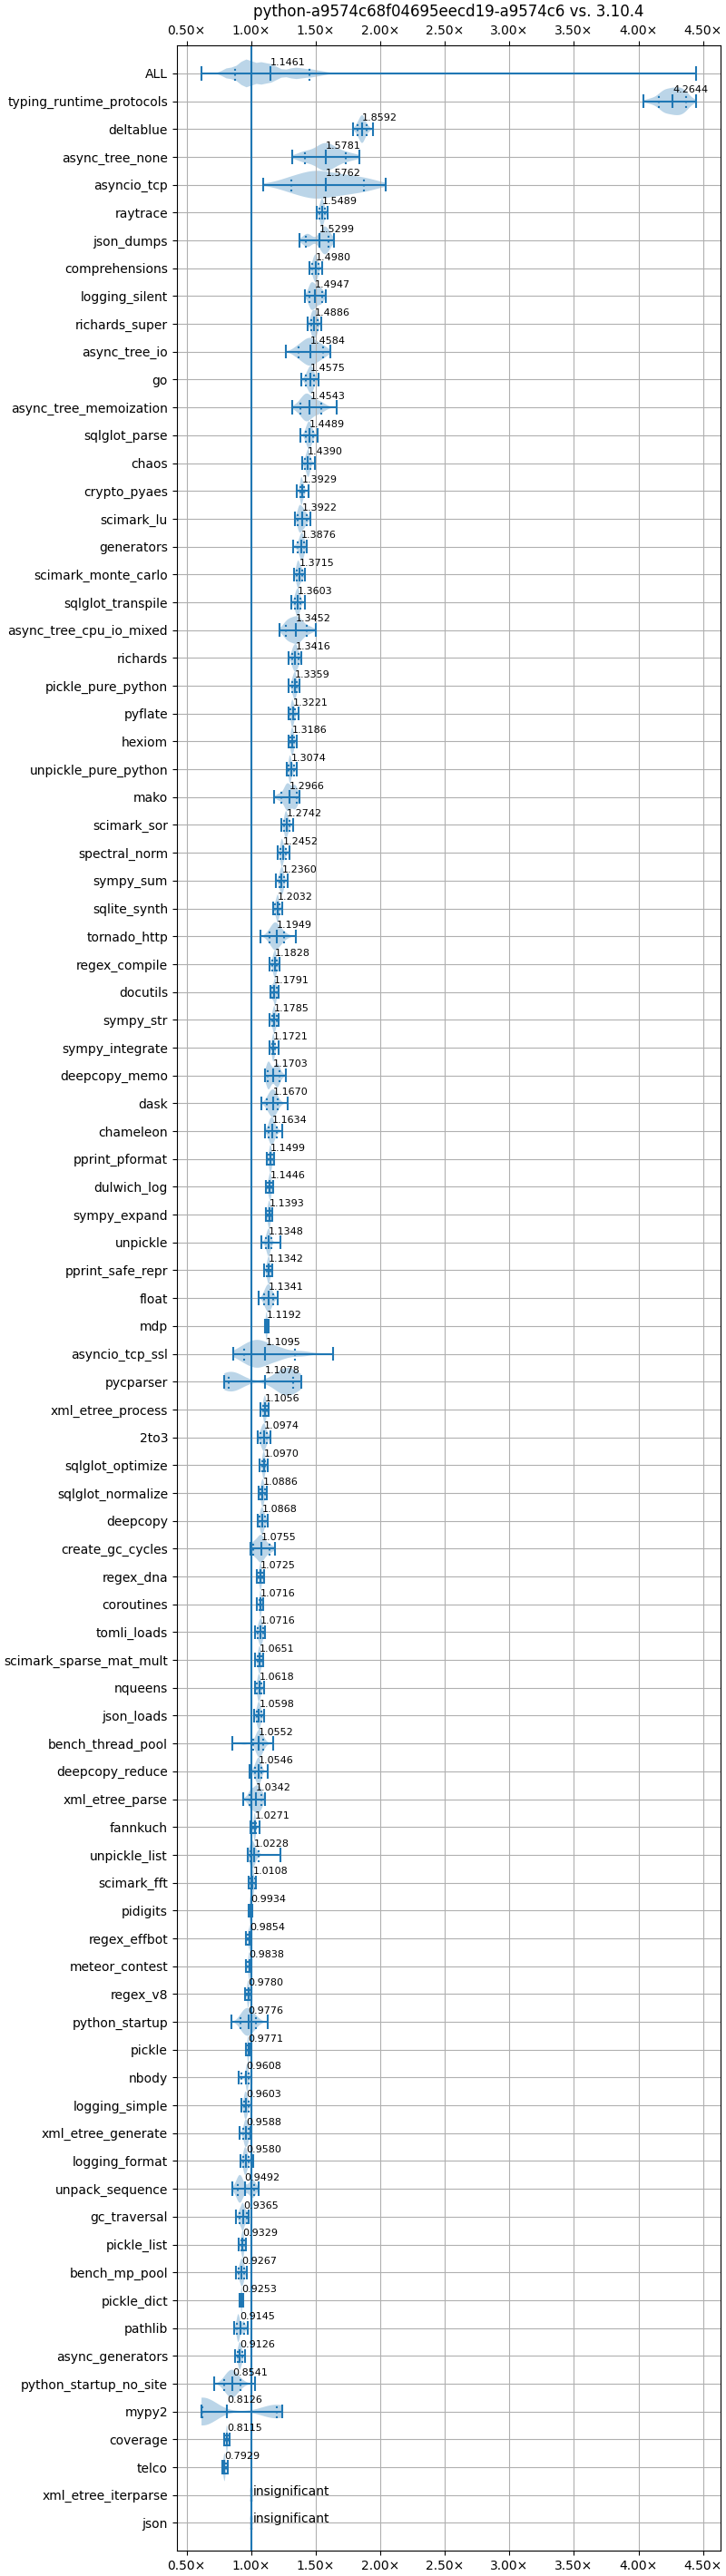 python-a9574c68f04695eecd19-a9574c6 vs. 3.10.4
0.50× 1.00× 1.50× 2.00× 2.50× 3.00× 3.50× 4.00× 4.50×
ALL 1.1461
typing_runtime_protocols 4.2644
deltablue 1.8592
async_tree_none 1.5781
asyncio_tcp 1.5762
raytrace 1.5489
json_dumps 1.5299
comprehensions 1.4980
logging_silent 1.4947
richards_super 1.4886
async_tree_io 1.4584
go 1.4575
async_tree_memoization 1.4543
sqlglot_parse 1.4489
chaos 1.4390
crypto_pyaes 1.3929
scimark_lu 1.3922
generators 1.3876
scimark_monte_carlo 1.3715
sqlglot_transpile 1.3603
async_tree_cpu_io_mixed 1.3452
richards 1.3416
pickle_pure_python 1.3359
pyflate 1.3221
hexiom 1.3186
unpickle_pure_python 1.3074
mako 1.2966
scimark_sor 1.2742
spectral_norm 1.2452
sympy_sum 1.2360
sqlite_synth 1.2032
tornado_http 1.1949
regex_compile 1.1828
docutils 1.1791
sympy_str 1.1785
sympy_integrate 1.1721
deepcopy_memo 1.1703
dask 1.1670
chameleon 1.1634
pprint_pformat 1.1499
dulwich_log 1.1446
sympy_expand 1.1393
unpickle 1.1348
pprint_safe_repr 1.1342
float 1.1341
mdp 1.1192
asyncio_tcp_ssl 1.1095
pycparser 1.1078
xml_etree_process 1.1056
2to3 1.0974
sqlglot_optimize 1.0970
sqlglot_normalize 1.0886
deepcopy 1.0868
create_gc_cycles 1.0755
regex_dna 1.0725
coroutines 1.0716
tomli_loads 1.0716
scimark_sparse_mat_mult 1.0651
nqueens 1.0618
json_loads 1.0598
bench_thread_pool 1.0552
deepcopy_reduce 1.0546
xml_etree_parse 1.0342
fannkuch 1.0271
unpickle_list 1.0228
scimark_fft 1.0108
pidigits 0.9934
regex_effbot 0.9854
meteor_contest 0.9838
regex_v8 0.9780
python_startup 0.9776
pickle 0.9771
nbody 0.9608
logging_simple 0.9603
xml_etree_generate 0.9588
logging_format 0.9580
unpack_sequence 0.9492
gc_traversal 0.9365
pickle_list 0.9329
bench_mp_pool 0.9267
pickle_dict 0.9253
pathlib 0.9145
async_generators 0.9126
python_startup_no_site 0.8541
mypy2 0.8126
coverage 0.8115
telco 0.7929
xml_etree_iterparse insignificant
json insignificant
0.50× 1.00× 1.50× 2.00× 2.50× 3.00× 3.50× 4.00× 4.50×